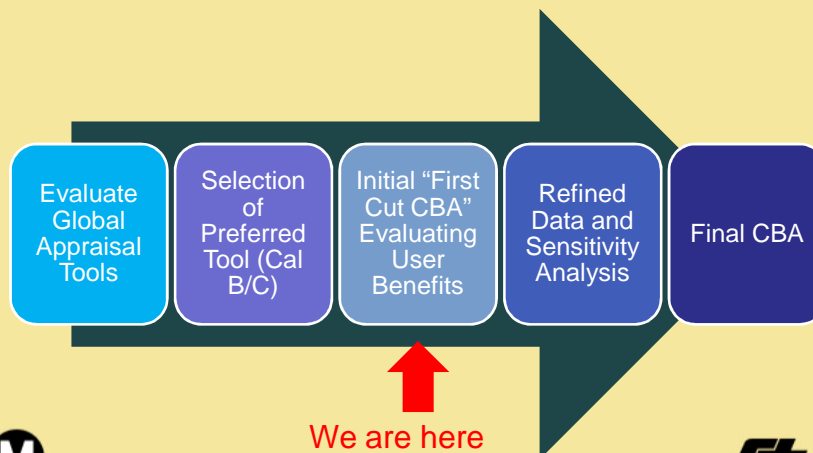 Evaluate
Global
Appraisal
Tools
Selection
of
Preferred
Tool (Cal
B/C)
Initial “First
Cut CBA”
Evaluating
User
Benefits
Refined
Data and
Sensitivity
Analysis
Final CBA
We are here
M